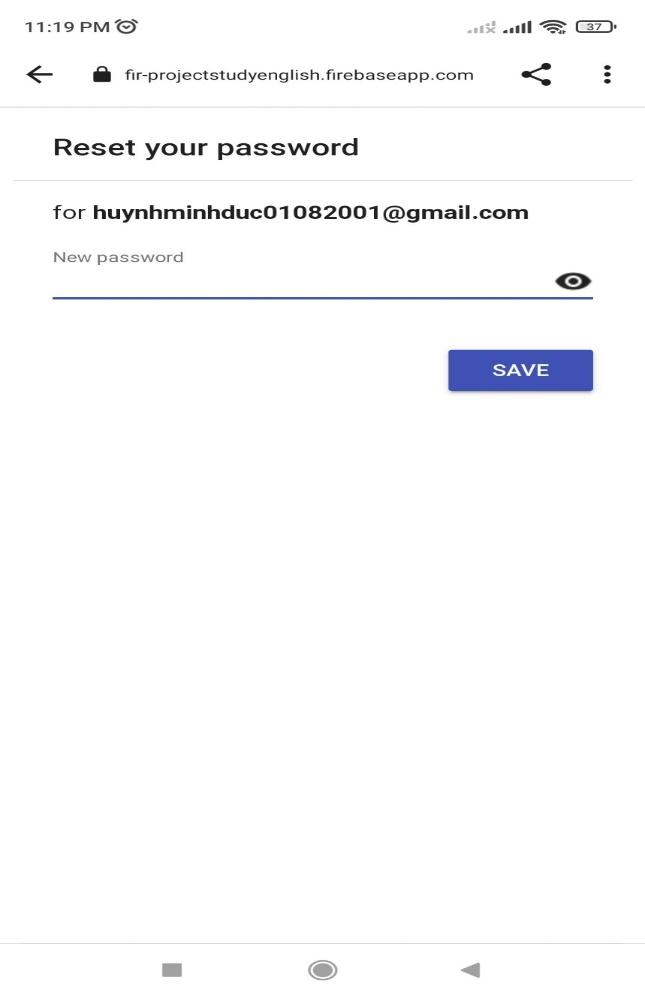 11:19 PM 37
fir-projectstudyenglish.firebaseapp.com
Reset your password
for huynhminhduc01082001@gmail.com
New password
SAVE